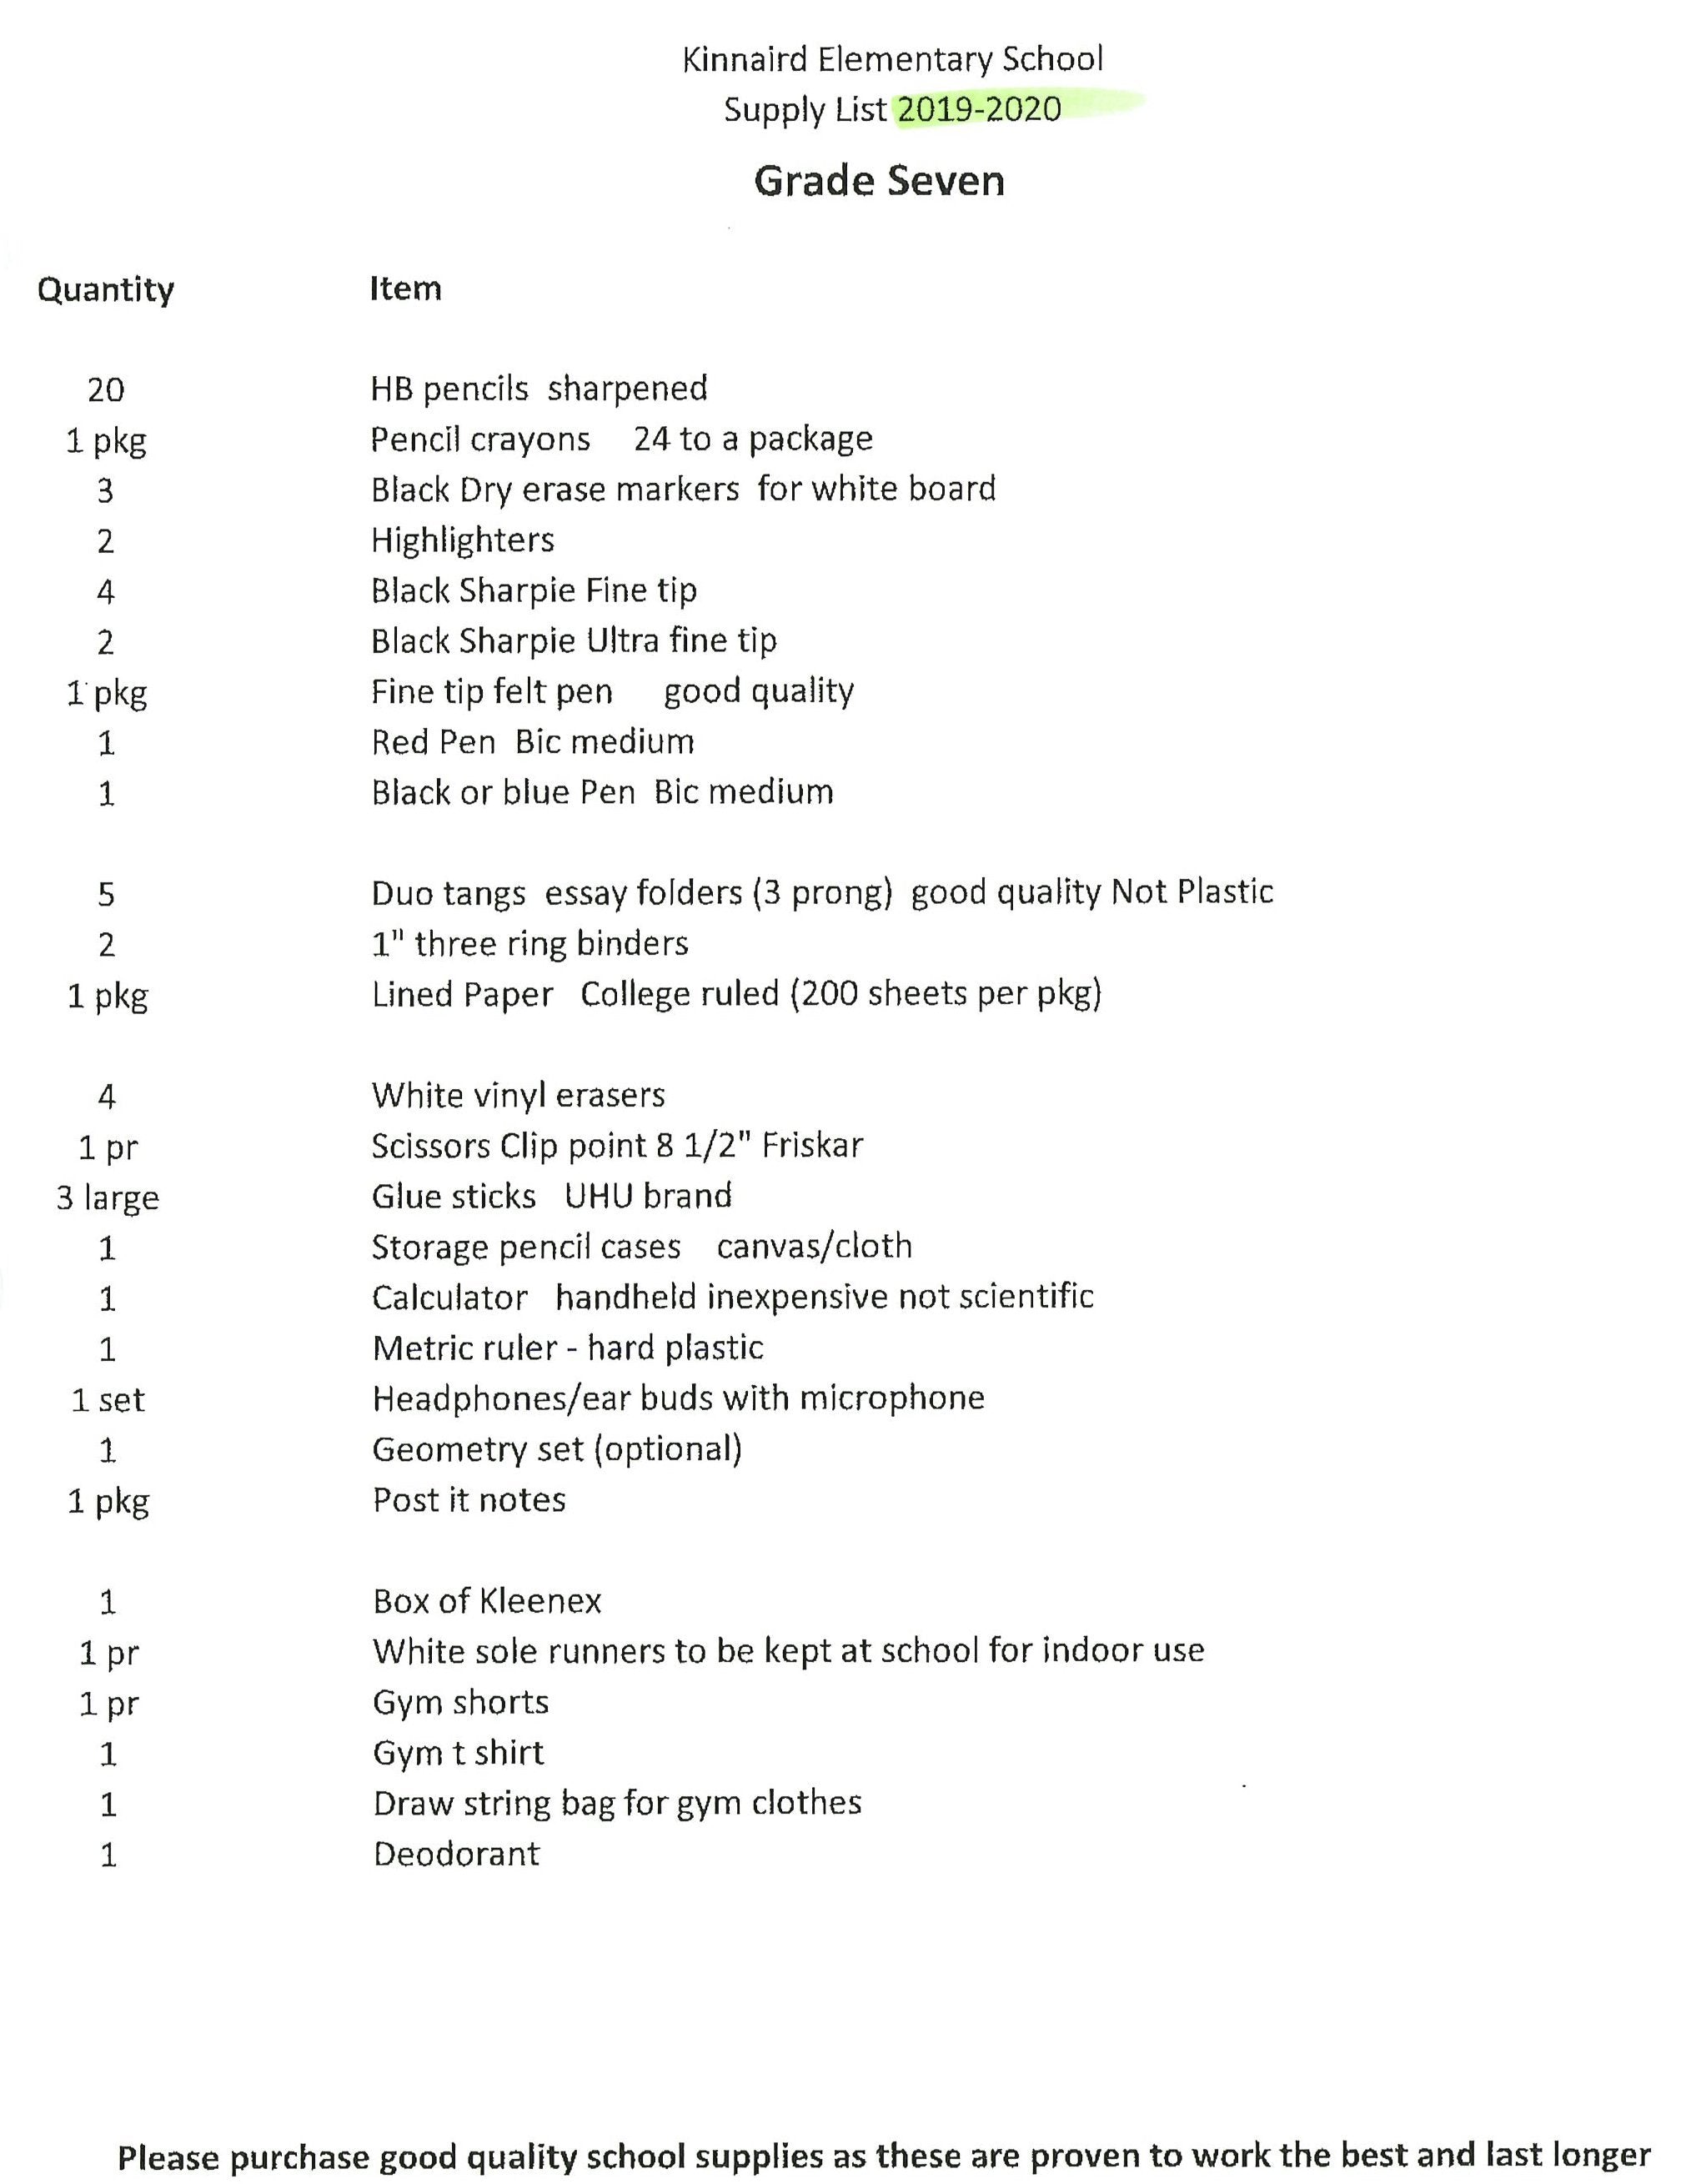 Kinnaird Elementary School
Supply List 2019-2020
Grade Seven
Quantity Item
20 HB pencils sharpened
1 pkg Pencil crayons 24 to a package
3 Black Dry erase markers for white board
2 Highlighters
4 Black Sharpie Fine tip
2 Black Sharpie Ultra fine tip
1 pkg Fine tip felt pen good quality
1 Red Pen Bic medium
1 Black or blue Pen Bic medium
5 Duo tangs essay folders (3 prong) good quality Not Plastic
2 1" three ring binders
1 pkg Lined Paper College ruled (200 sheets per pkg)
4 White vinyl erasers
1 pr Scissors Clip point 8 1/2" Friskar
3 large Glue sticks UHU brand
1 Storage pencil cases canvas/cloth
1 Calculator handheld inexpensive not scientific
1 Metric ruler - hard plastic
1 set Headphones/ear buds with microphone
1 Geometry set (optional)
1 pkg Post it notes
1 Box of Kleenex
1 pr White sole runners to be kept at school for indoor use
1 pr Gym shorts
1 Gym t shirt
1 Draw string bag for gym clothes
1 Deodorant
Please purchase good quality school supplies as these are proven to work the best and last longer